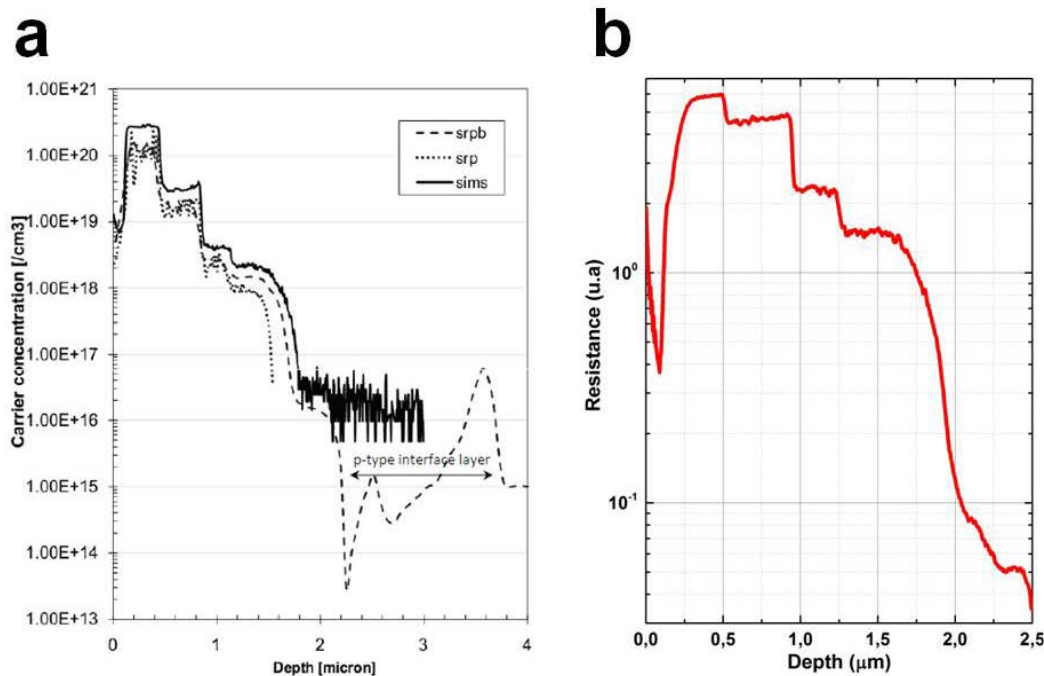 a
1.00E+21
1.00E+20
1.00E+19
1.00E+18
1.00E+17
1.00E+16
1.00E+15
1.00E+14
1.00E+13
Carrier concentration [/cm3]
srpb
srp
sims
p-type interface layer
0 1 2 3 4
Depth [micron]
b
10⁰
10⁻¹
Resistance (u.a)
0,0 0,5 1,0 1,5 2,0 2,5
Depth (μm)